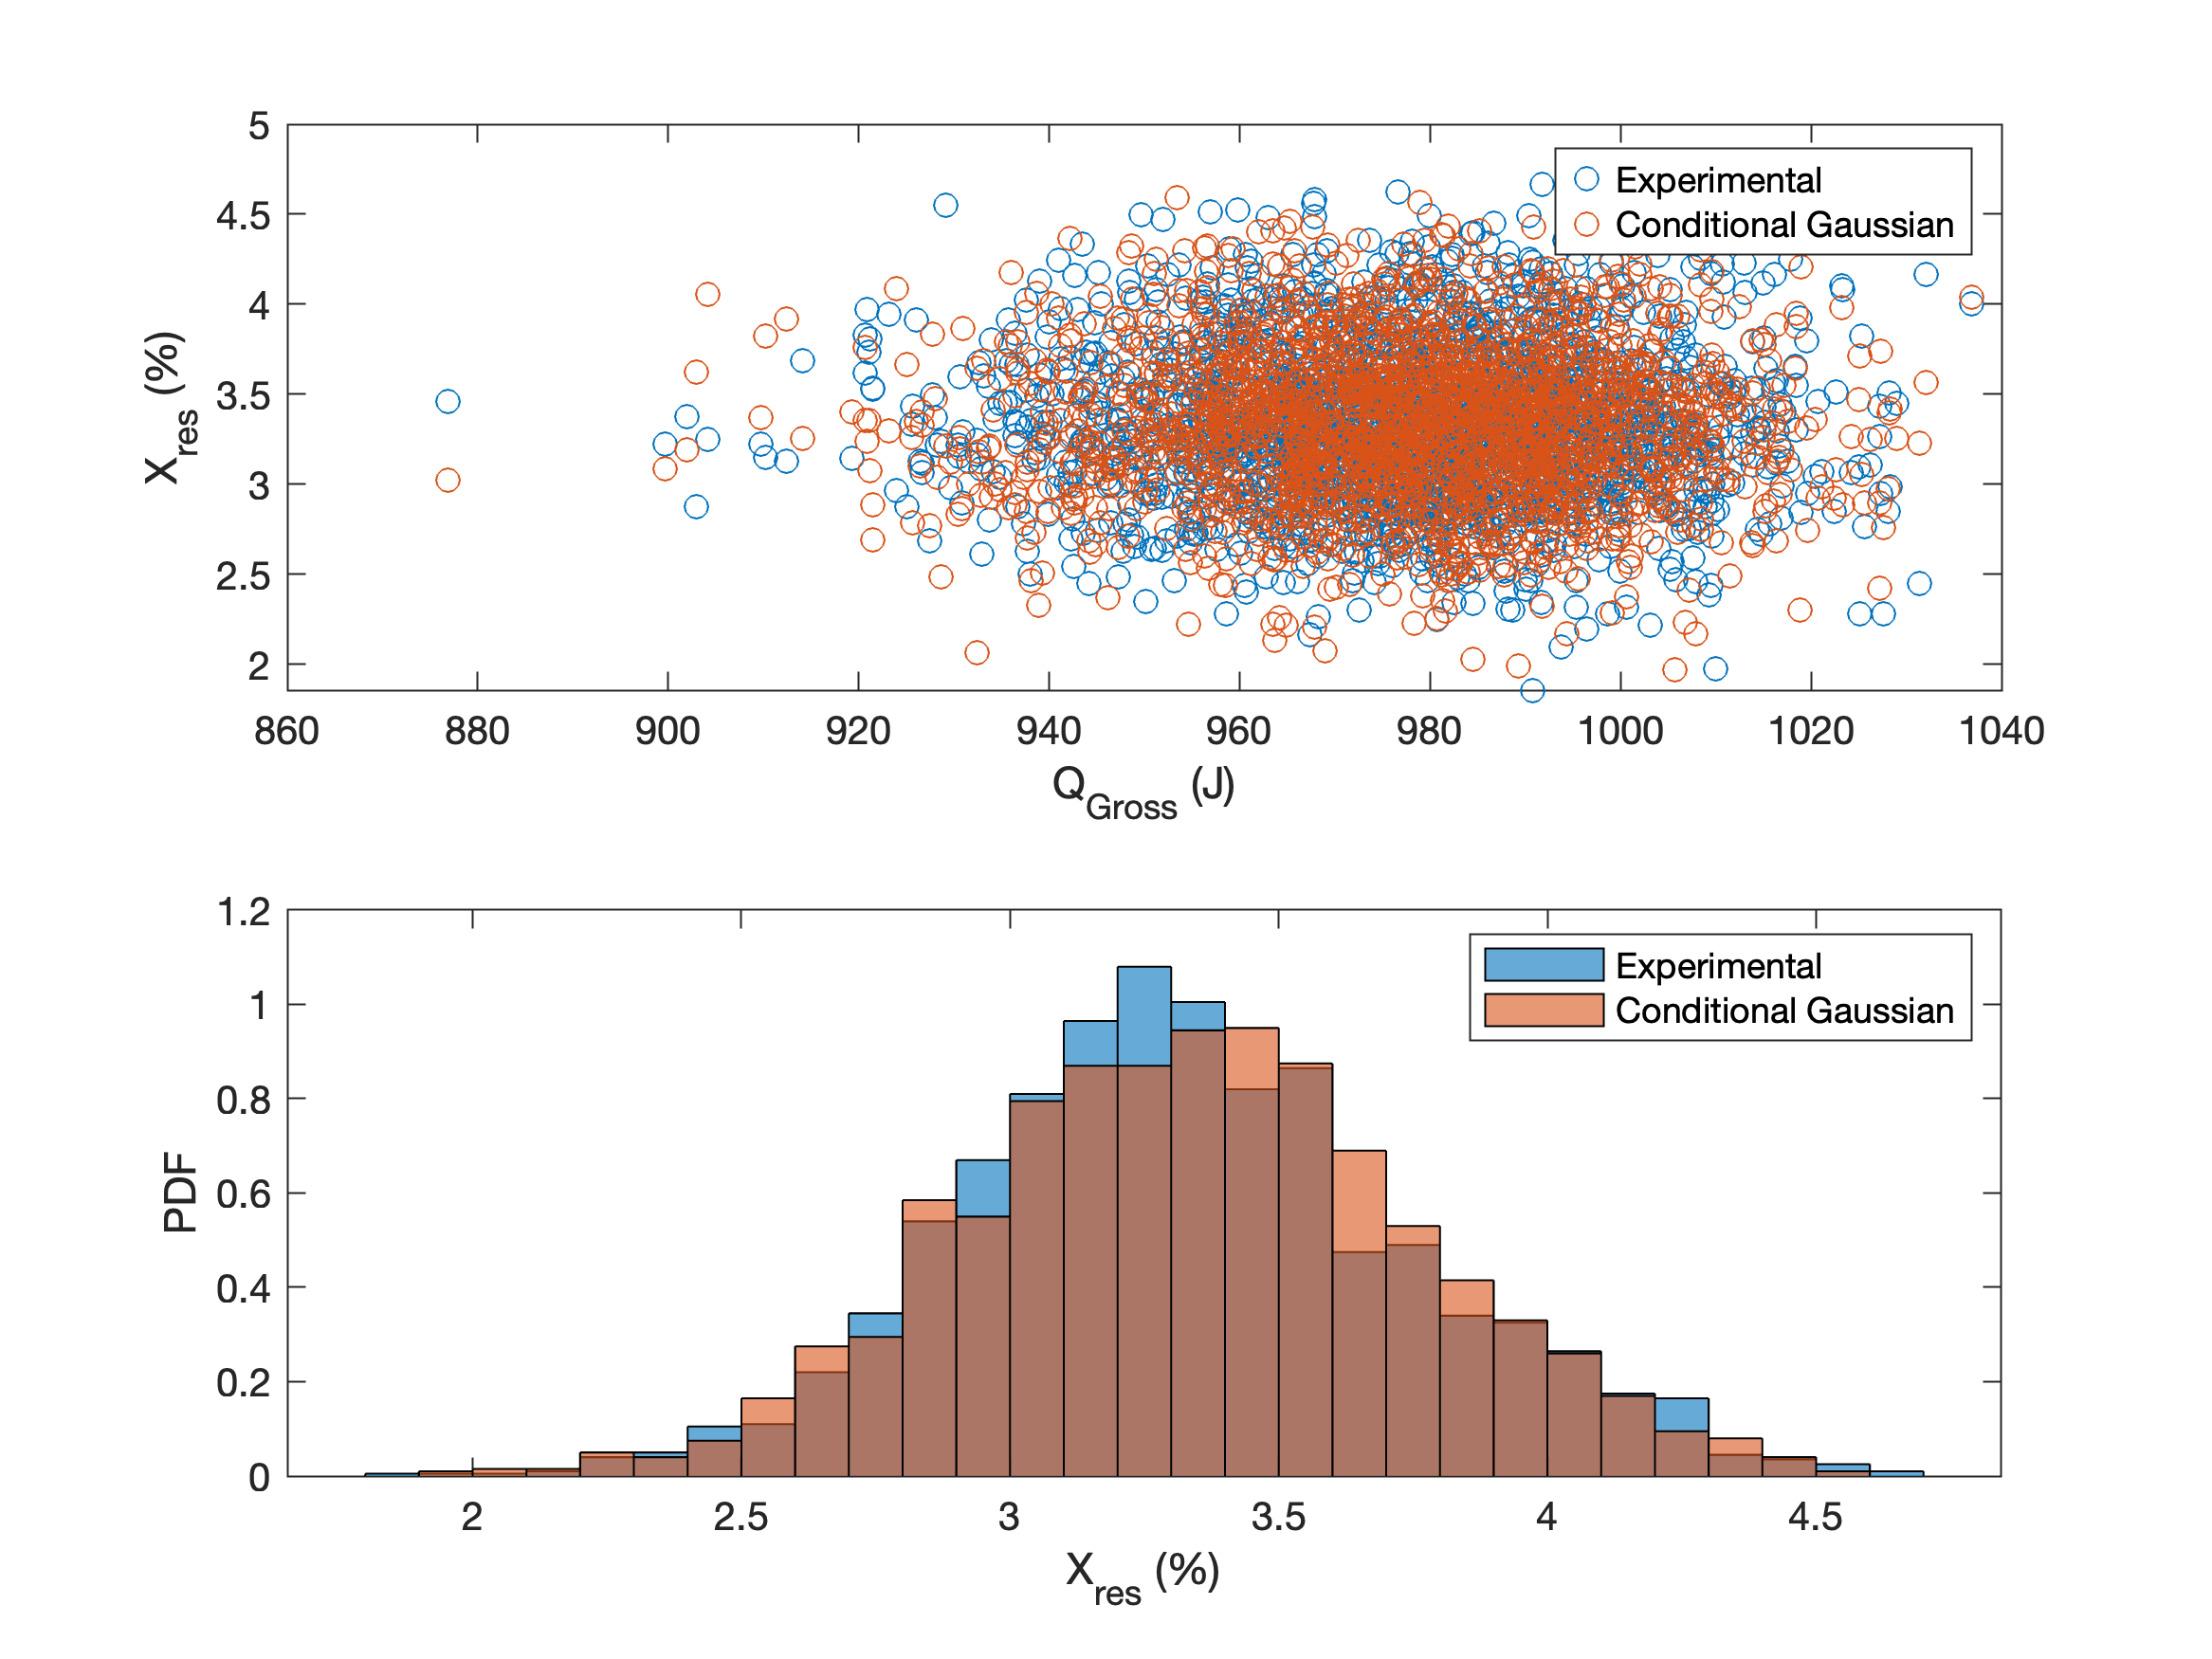 5
4.5
4
3.5
3
2.5
2
X_res (%)
Experimental
Conditional Gaussian
860 880 900 920 940 960 980 1000 1020 1040
Q_Gross (J)
1.2
1
0.8
0.6
0.4
0.2
0
PDF
Experimental
Conditional Gaussian
2 2.5 3 3.5 4 4.5
X_res (%)